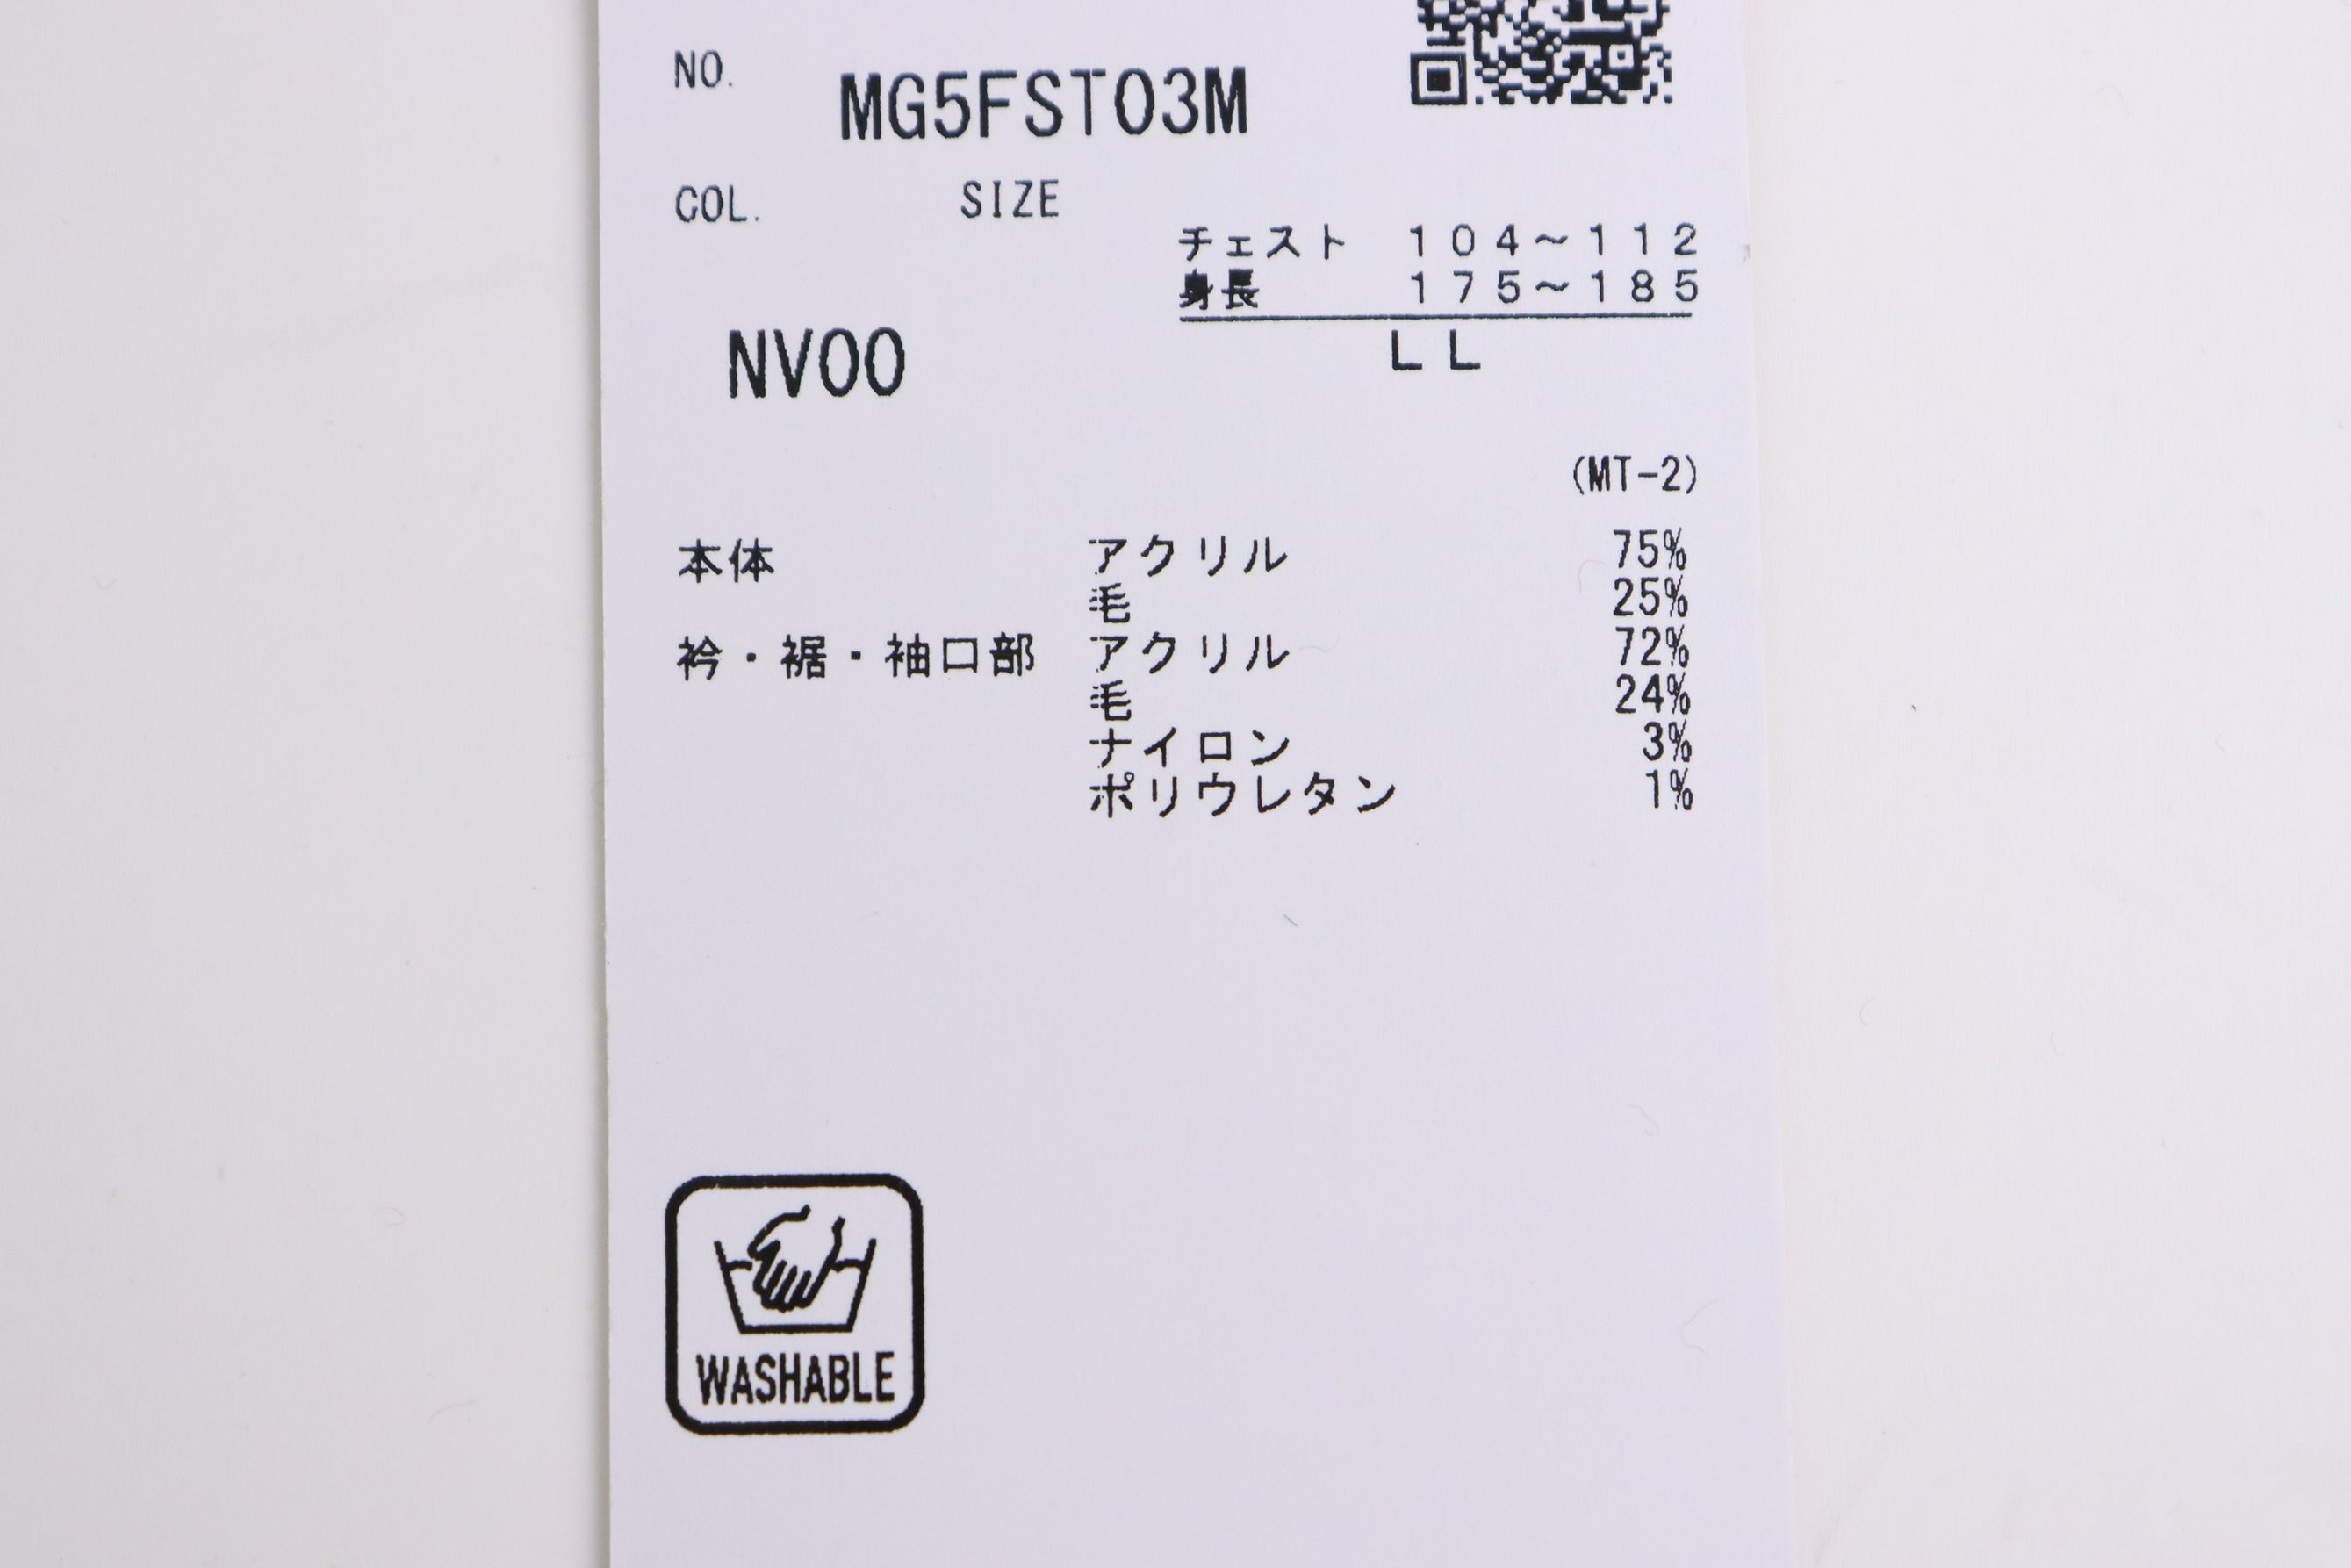 NO.
MG5FST03M
COL.
SIZE
チェスト 104～112
身長 175～185
NV00
LL
(MT-2)
本体 アクリル 75%
毛 25%
衿・裾・袖口部 アクリル 72%
毛 24%
ナイロン 3%
ポリウレタン 1%
WASHABLE